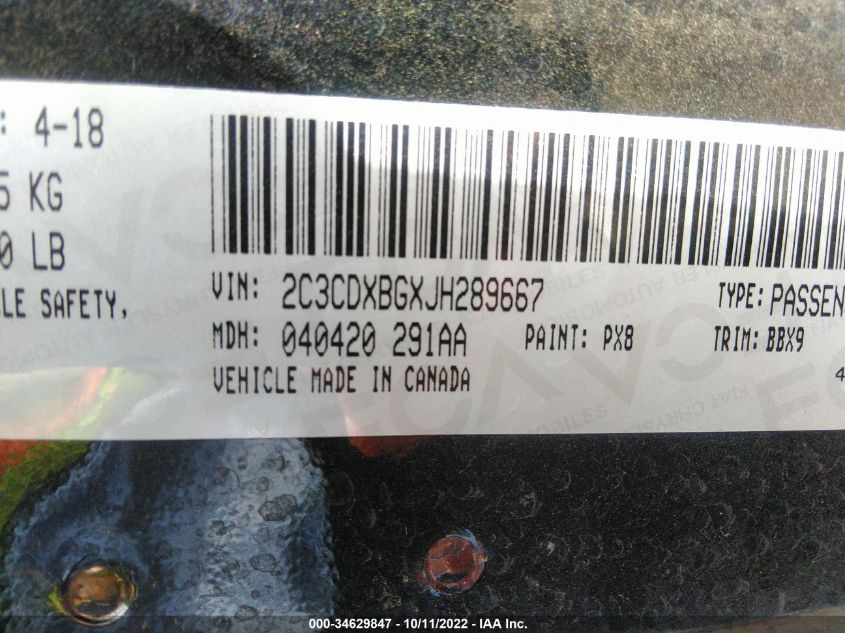 : 4-18
5 KG
0 LB
LE SAFETY,
VIN: 2C3CDXBGXJH289667
TYPE: PASSEN
MDH: 040420 291AA PAINT: PX8 TRIM: BBX9
VEHICLE MADE IN CANADA
4
000-34629847 - 10/11/2022 - IAA Inc.